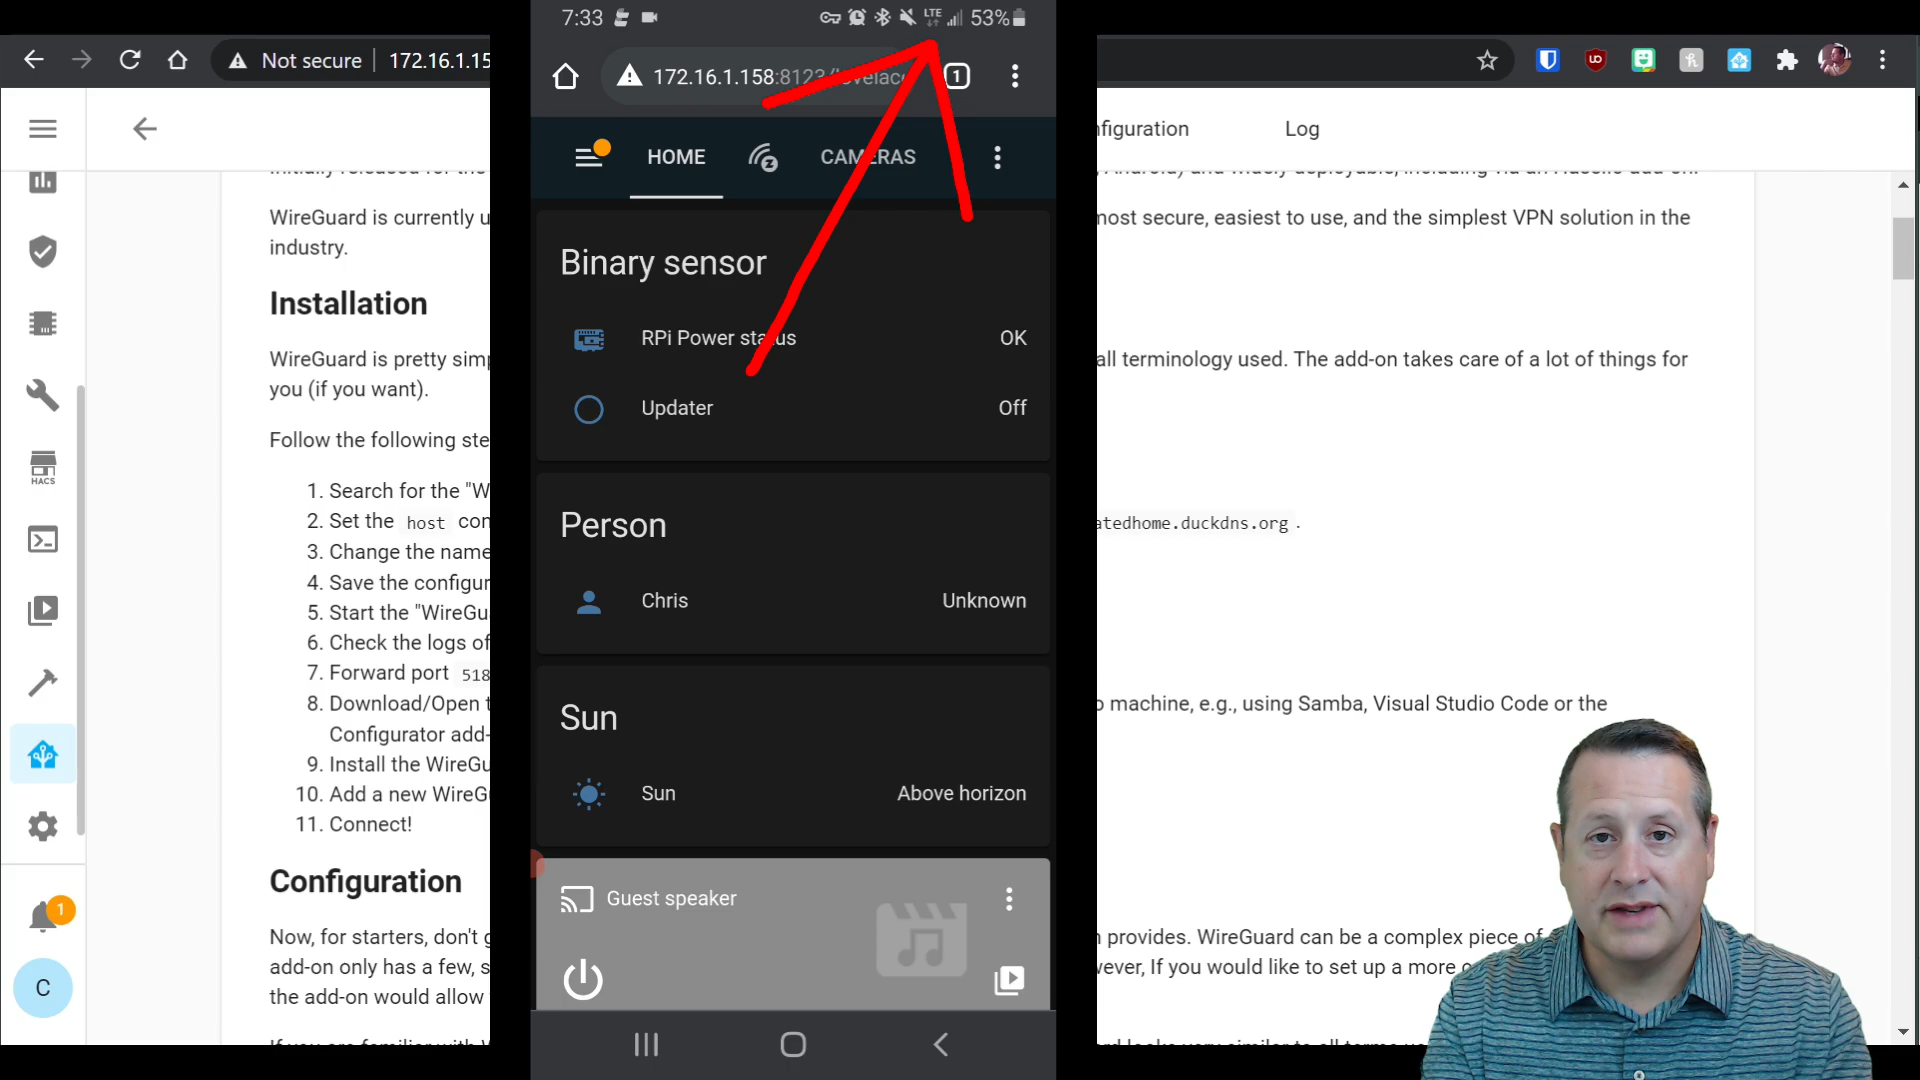 7:33
LTE
53%
Not secure
172.16.1.15
172.16.1.158:8123/lovelace
1
HOME
CAMERAS
figuration
Log
WireGuard is currently u
most secure, easiest to use, and the simplest VPN solution in the
industry.
Installation
WireGuard is pretty simp
all terminology used. The add-on takes care of a lot of things for
you (if you want).
Follow the following ste
1. Search for the "W
2. Set the host con
atedhome.duckdns.org .
3. Change the name
4. Save the configur
5. Start the "WireGu
6. Check the logs of
7. Forward port 518
8. Download/Open t
o machine, e.g., using Samba, Visual Studio Code or the
Configurator add-
9. Install the WireGu
10. Add a new WireG
11. Connect!
Configuration
Now, for starters, don't g
n provides. WireGuard can be a complex piece of
add-on only has a few, s
wever, If you would like to set up a more
the add-on would allow
HACS
1
C
Binary sensor
RPi Power status
OK
Updater
Off
Person
Chris
Unknown
Sun
Sun
Above horizon
Guest speaker